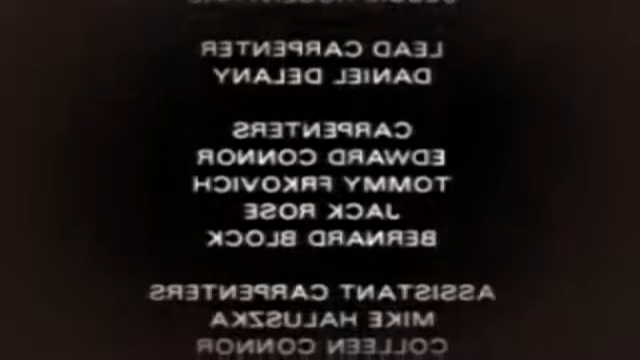 LEAD CARPENTER
DANIEL DELANY
CARPENTERS
EDWARD CONNOR
TOMMY FRKOVICH
JACK ROSE
BERNARD BLOCK
ASSISTANT CARPENTERS
MIKE HALUSZKA
COLLEEN CONNOR